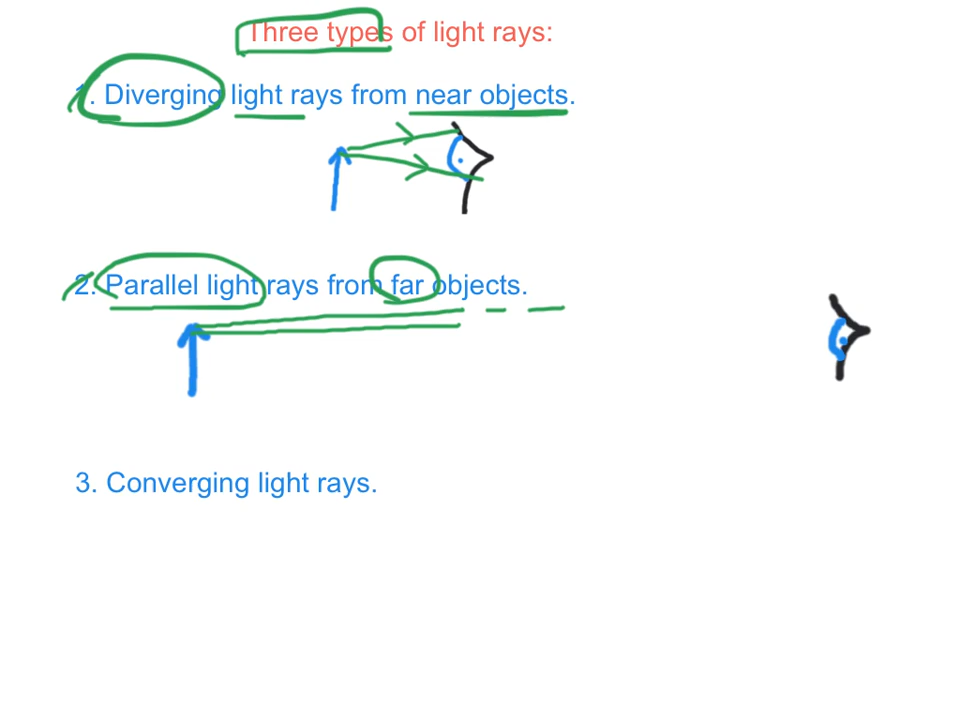 Three types of light rays:
1. Diverging light rays from near objects.
2. Parallel light rays from far objects.
3. Converging light rays.